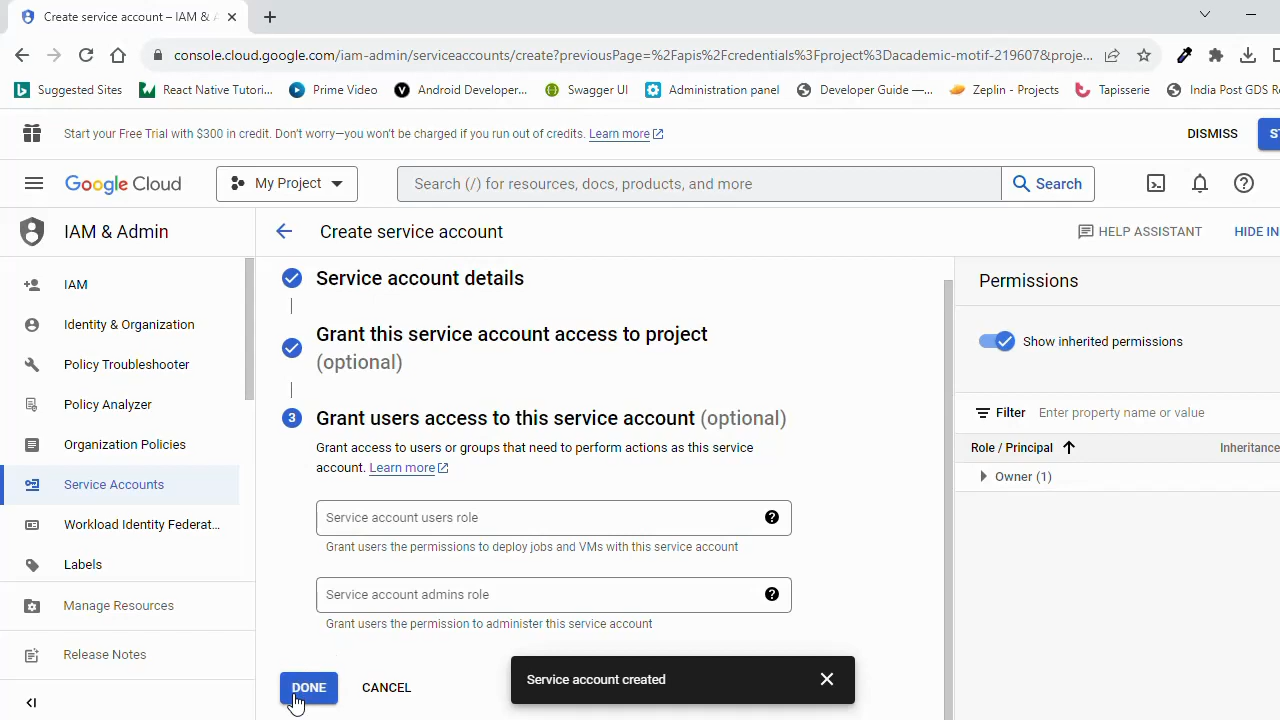 Create service account – IAM & A
console.cloud.google.com/iam-admin/serviceaccounts/create?previousPage=%2Fapis%2Fcredentials%3Fproject%3Dacademic-motif-219607&proje...
Suggested Sites
React Native Tutori...
Prime Video
Android Developer...
Swagger UI
Administration panel
Developer Guide —...
Zeplin - Projects
Tapisserie
India Post GDS Re
Start your Free Trial with $300 in credit. Don't worry—you won't be charged if you run out of credits. Learn more
DISMISS
ST
Google Cloud
My Project
Search (/) for resources, docs, products, and more
Search
IAM & Admin
Create service account
HELP ASSISTANT
HIDE IN
IAM
Identity & Organization
Policy Troubleshooter
Policy Analyzer
Organization Policies
Service Accounts
Workload Identity Federat...
Labels
Manage Resources
Release Notes
Service account details
Grant this service account access to project
(optional)
3
Grant users access to this service account (optional)
Grant access to users or groups that need to perform actions as this service
account. Learn more
Service account users role
Grant users the permissions to deploy jobs and VMs with this service account
Service account admins role
Grant users the permission to administer this service account
DONE
CANCEL
Service account created
Permissions
Show inherited permissions
Filter
Enter property name or value
Role / Principal
Inheritance
Owner (1)